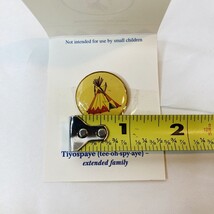 Not intended for use by small children
1 2
Tiyospaye (tee-oh-spy-aye) –
extended family